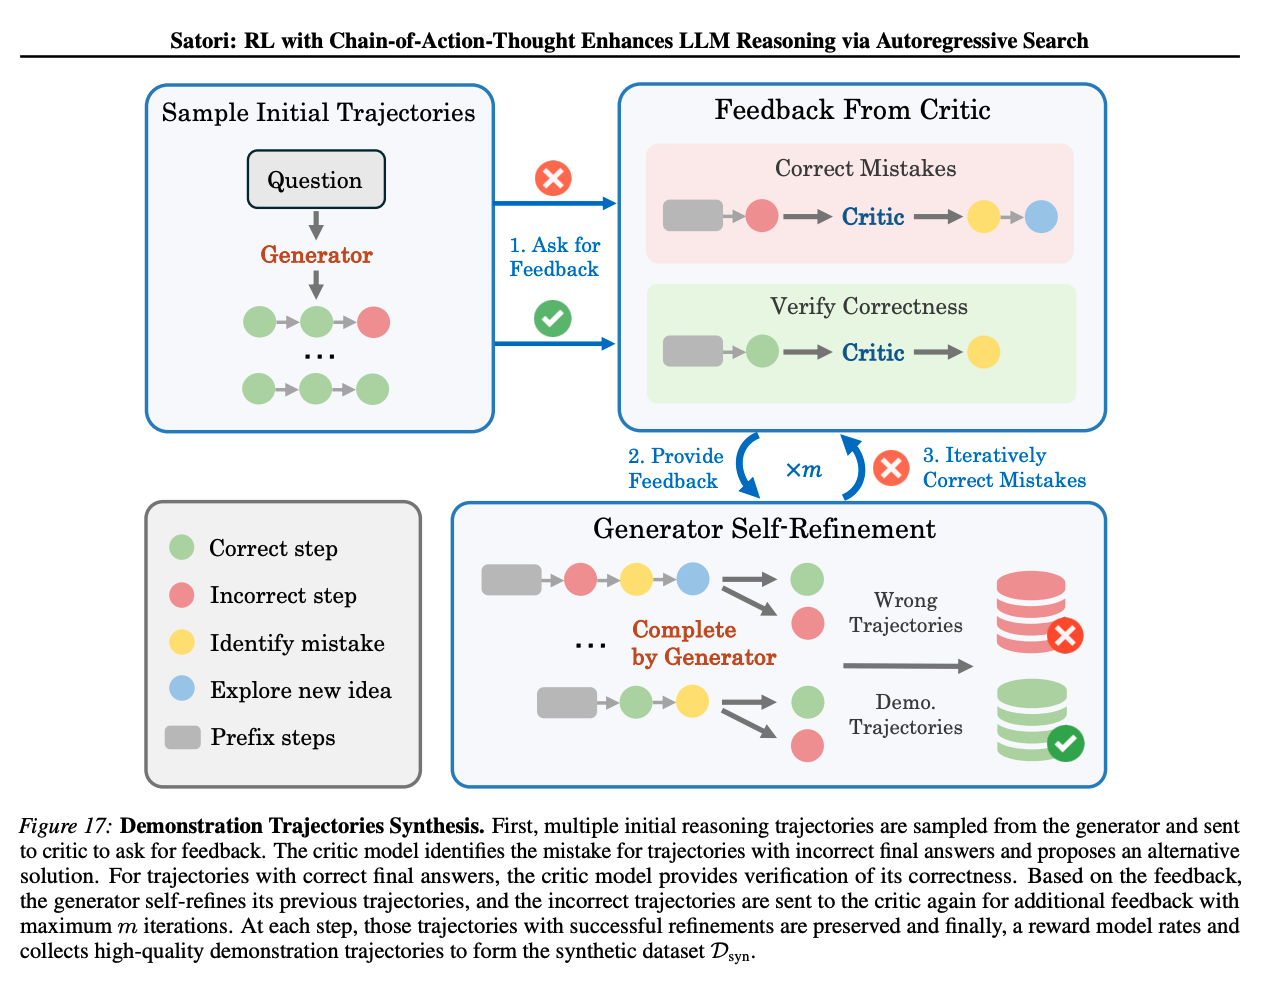 Satori: RL with Chain-of-Action-Thought Enhances LLM Reasoning via Autoregressive Search
Sample Initial Trajectories
Question
Generator
...
1. Ask for
Feedback
Feedback From Critic
Correct Mistakes
Critic
Verify Correctness
Critic
2. Provide
Feedback
×m
3. Iteratively
Correct Mistakes
Correct step
Incorrect step
Identify mistake
Explore new idea
Prefix steps
Generator Self-Refinement
... Complete
by Generator
Wrong
Trajectories
Demo.
Trajectories
Figure 17: Demonstration Trajectories Synthesis. First, multiple initial reasoning trajectories are sampled from the generator and sent
to critic to ask for feedback. The critic model identifies the mistake for trajectories with incorrect final answers and proposes an alternative
solution. For trajectories with correct final answers, the critic model provides verification of its correctness. Based on the feedback,
the generator self-refines its previous trajectories, and the incorrect trajectories are sent to the critic again for additional feedback with
maximum m iterations. At each step, those trajectories with successful refinements are preserved and finally, a reward model rates and
collects high-quality demonstration trajectories to form the synthetic dataset 𝒟syn.